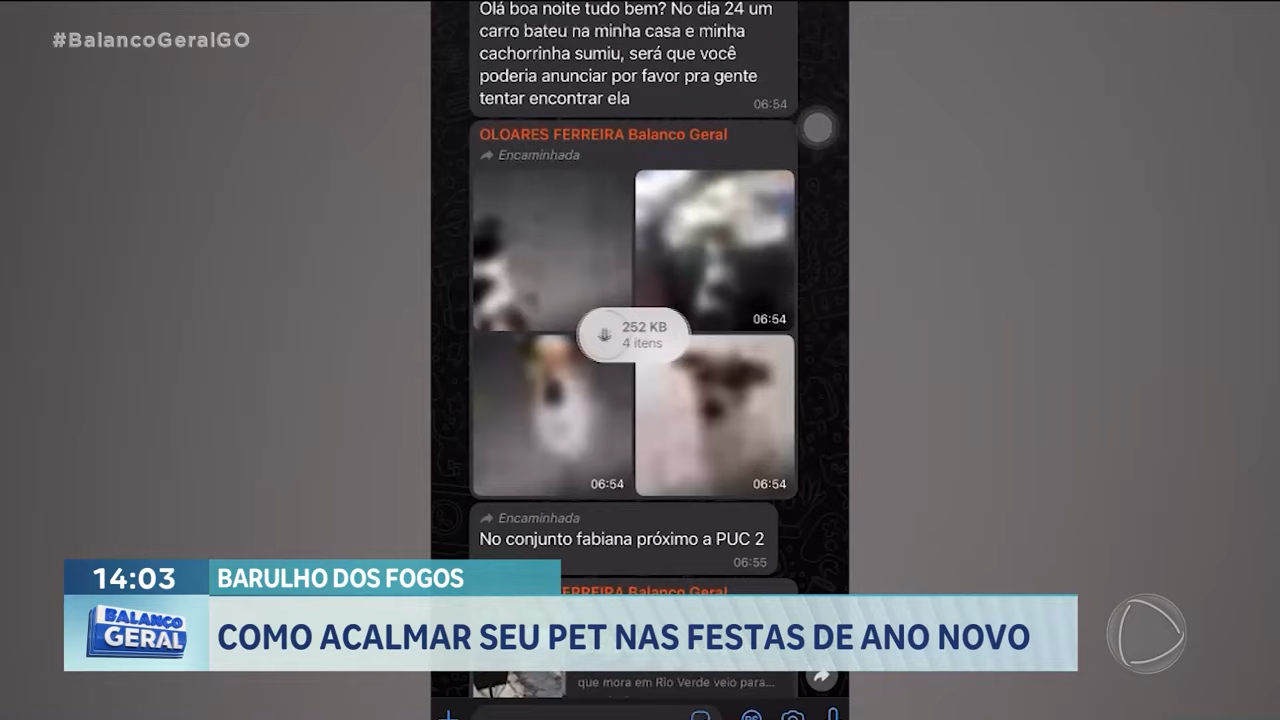 #BalancoGeralGO
Olá boa noite tudo bem? No dia 24 um
carro bateu na minha casa e minha
cachorrinha sumiu, será que você
poderia anunciar por favor pra gente
tentar encontrar ela
06:54
OLOARES FERREIRA Balanco Geral
Encaminhada
06:54
252 KB
4 itens
06:54
06:54
Encaminhada
No conjunto fabiana próximo a PUC 2
06:55
FERREIRA Balanco Geral
14:03
BARULHO DOS FOGOS
BALANÇO
GERAL
COMO ACALMAR SEU PET NAS FESTAS DE ANO NOVO
que mora em Rio Verde veio para...